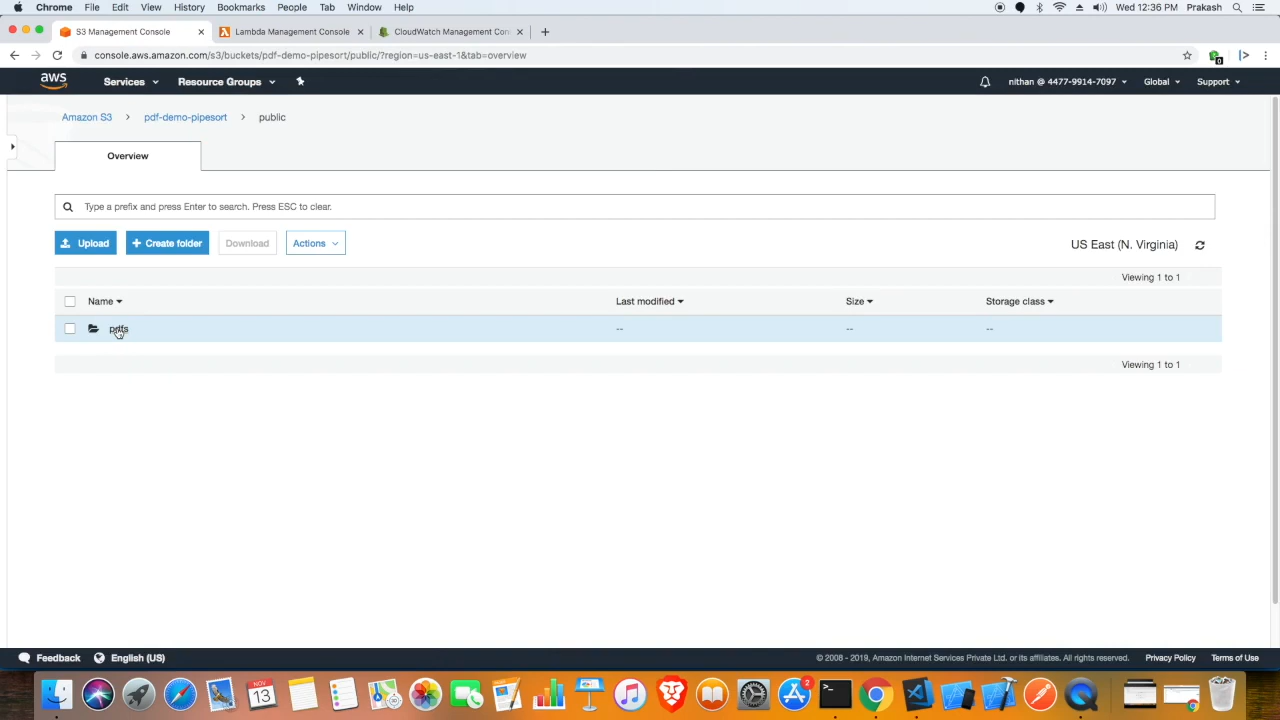 Chrome File Edit View History Bookmarks People Tab Window Help Wed 12:36 PM Prakash
S3 Management Console Lambda Management Console CloudWatch Management Con
console.aws.amazon.com/s3/buckets/pdf-demo-pipesort/public/?region=us-east-1&tab=overview
aws Services Resource Groups nithan @ 4477-9914-7097 Global Support
Amazon S3 > pdf-demo-pipesort > public
Overview
Type a prefix and press Enter to search. Press ESC to clear.
Upload + Create folder Download Actions US East (N. Virginia)
Viewing 1 to 1
Name Last modified Size Storage class
-- -- --
Viewing 1 to 1
Feedback English (US) © 2008 - 2019, Amazon Internet Services Private Ltd. or its affiliates. All rights reserved. Privacy Policy Terms of Use
NOV
13
2